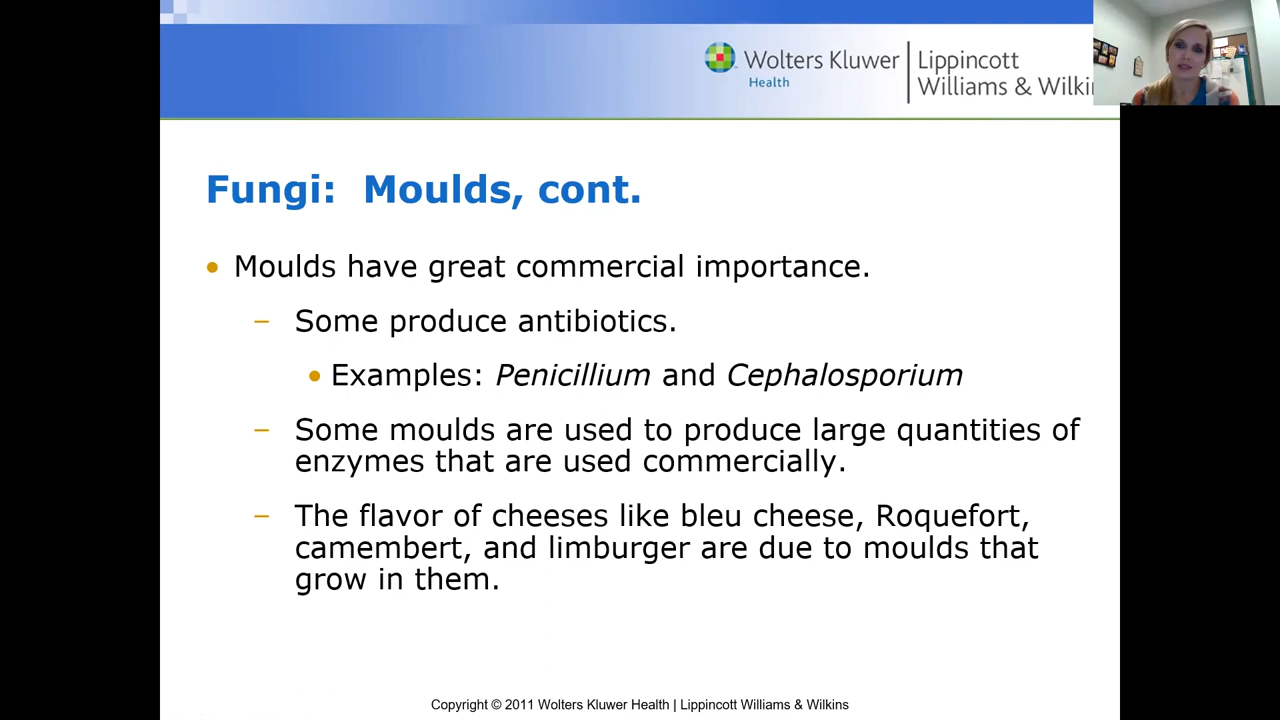 Wolters Kluwer
Health
Lippincott
Williams & Wilki
Fungi: Moulds, cont.
• Moulds have great commercial importance.
– Some produce antibiotics.
• Examples: Penicillium and Cephalosporium
– Some moulds are used to produce large quantities of
enzymes that are used commercially.
– The flavor of cheeses like bleu cheese, Roquefort,
camembert, and limburger are due to moulds that
grow in them.
Copyright © 2011 Wolters Kluwer Health | Lippincott Williams & Wilkins